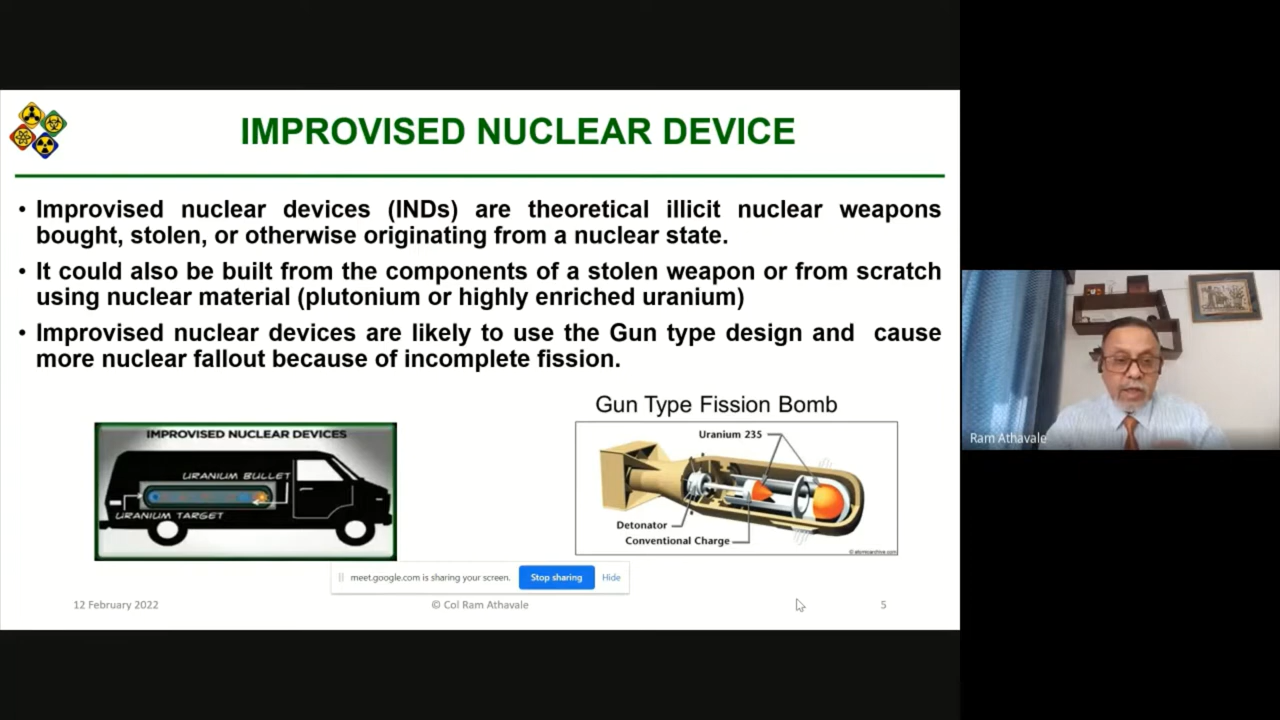 IMPROVISED NUCLEAR DEVICE
• Improvised nuclear devices (INDs) are theoretical illicit nuclear weapons
bought, stolen, or otherwise originating from a nuclear state.
• It could also be built from the components of a stolen weapon or from scratch
using nuclear material (plutonium or highly enriched uranium)
• Improvised nuclear devices are likely to use the Gun type design and cause
more nuclear fallout because of incomplete fission.
IMPROVISED NUCLEAR DEVICES
URANIUM BULLET
URANIUM TARGET
Gun Type Fission Bomb
Uranium 235
Detonator
Conventional Charge
© atomicarchive.com
meet.google.com is sharing your screen.
Stop sharing
Hide
12 February 2022
© Col Ram Athavale
5
Ram Athavale